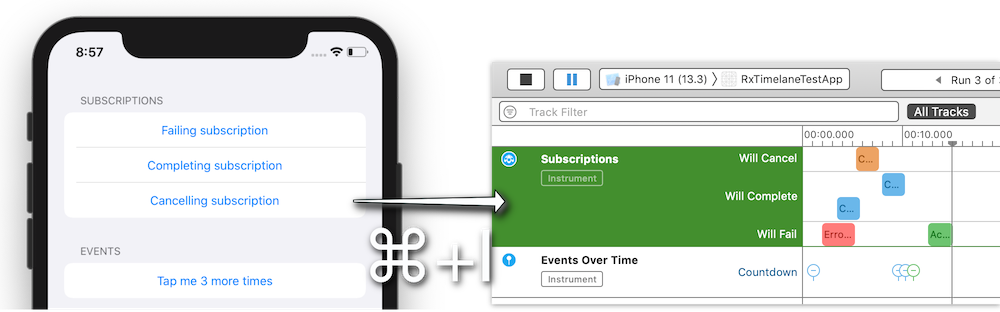 8:57
SUBSCRIPTIONS
Failing subscription
Completing subscription
Cancelling subscription
EVENTS
Tap me 3 more times
⌘+I
iPhone 11 (13.3) 〉 RxTimelaneTestApp
Run 3 of
Track Filter
All Tracks
00:00.000
00:10.000
Subscriptions
Instrument
Will Cancel
C...
Will Complete
C...
C...
Will Fail
Erro...
Ac...
Events Over Time
Instrument
Countdown